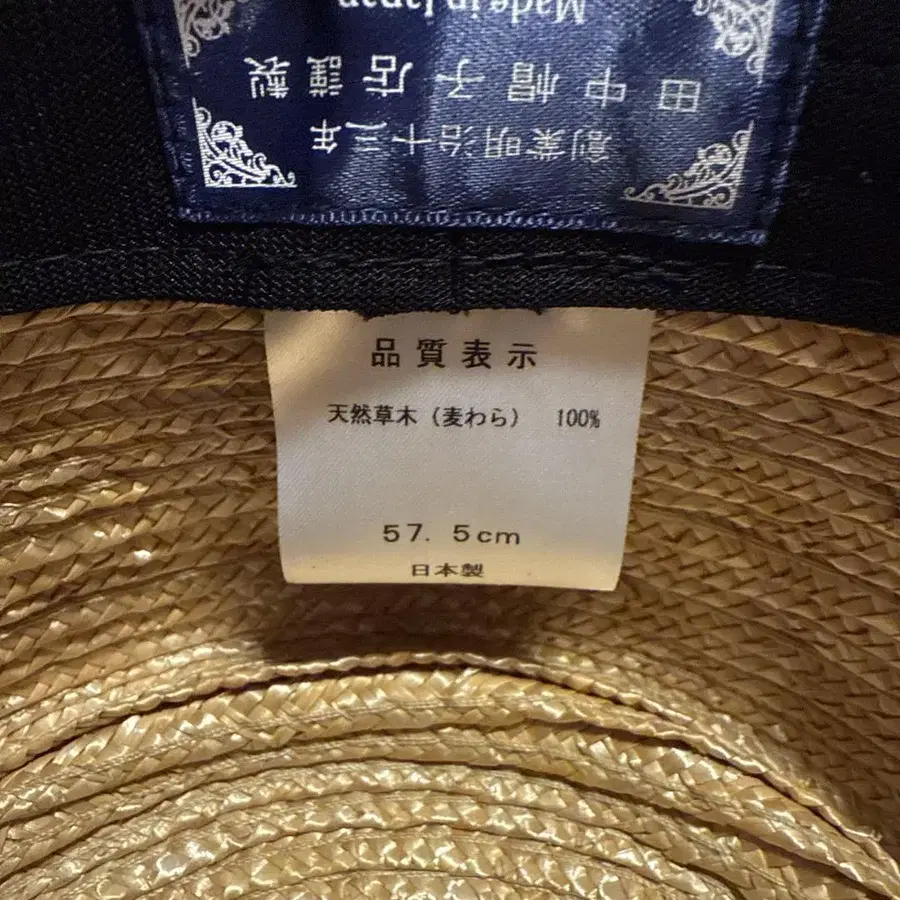 創業明治十三年
田中帽子店謹製
Made in Japan
品質表示
天然草木（麦わら） 100%
57.5cm
日本製